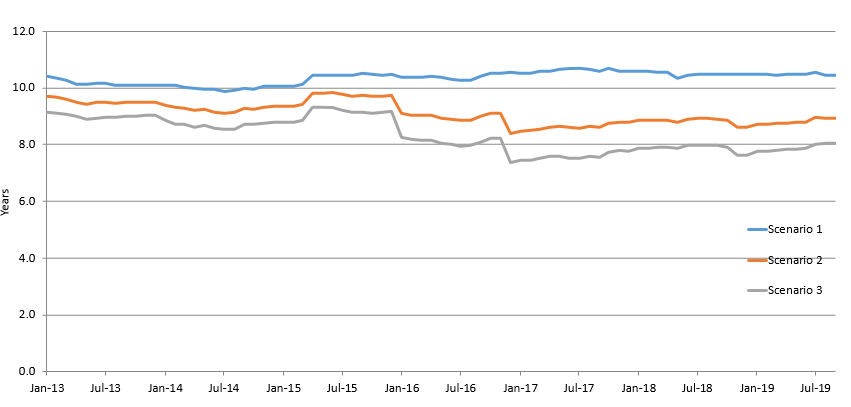 12.0
10.0
8.0
6.0
4.0
2.0
0.0
Years
Jan-13 Jul-13 Jan-14 Jul-14 Jan-15 Jul-15 Jan-16 Jul-16 Jan-17 Jul-17 Jan-18 Jul-18 Jan-19 Jul-19
Scenario 1
Scenario 2
Scenario 3